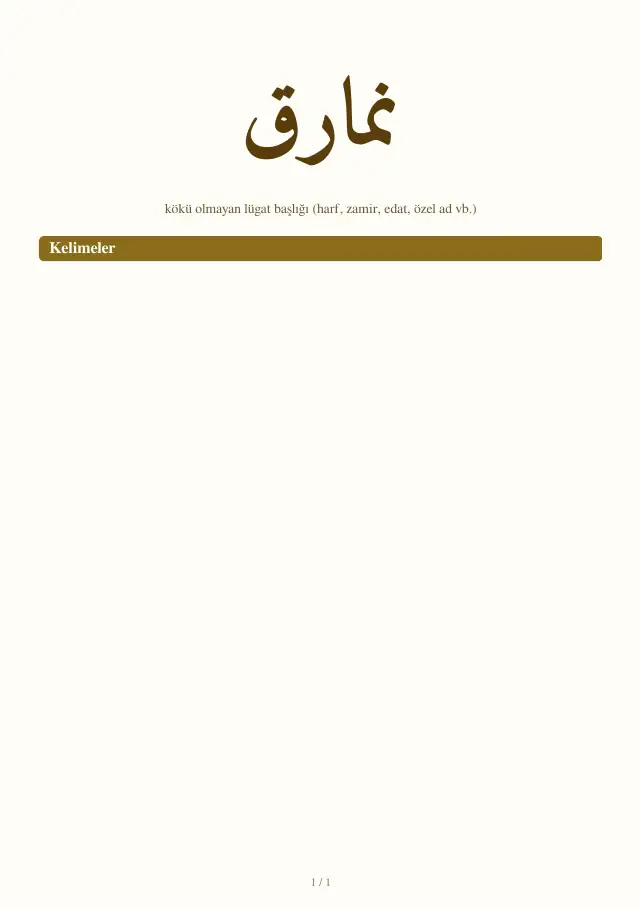 نمارق
kökü olmayan lügat başlığı (harf, zamir, edat, özel ad vb.)
Kelimeler
1 / 1